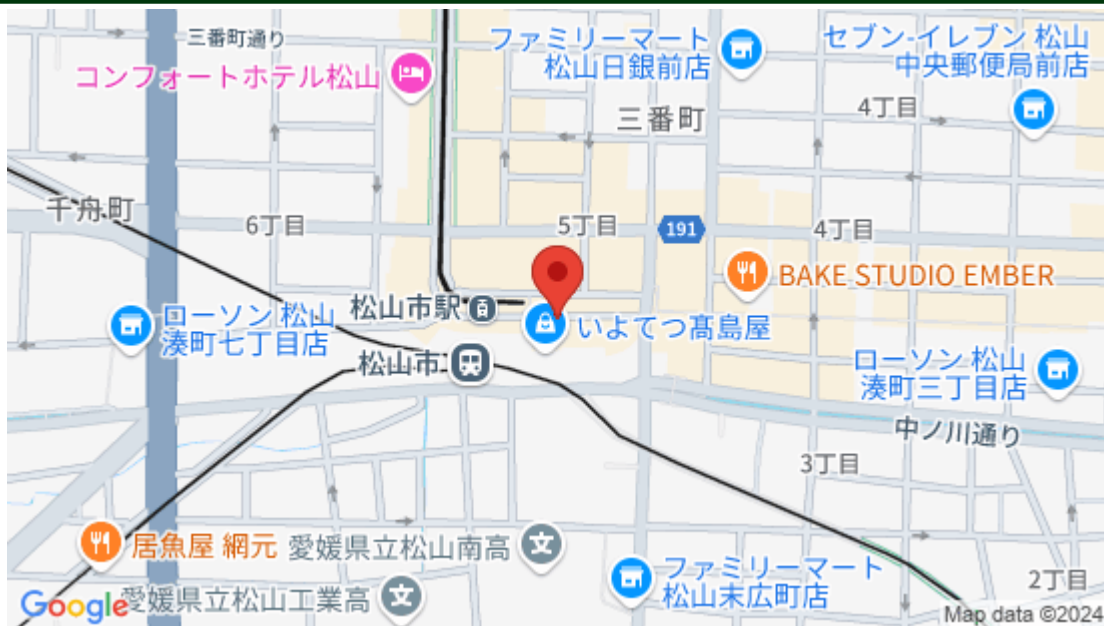 三番町通り
ファミリーマート
松山日銀前店
セブン-イレブン 松山
中央郵便局前店
コンフォートホテル松山
三番町
4丁目
千舟町
6丁目
5丁目
191
4丁目
BAKE STUDIO EMBER
松山市駅
ローソン 松山
湊町七丁目店
いよてつ髙島屋
松山市
ローソン 松山
湊町三丁目店
中ノ川通り
3丁目
居魚屋 網元
愛媛県立松山南高
文
ファミリーマート
松山末広町店
2丁目
愛媛県立松山工業高
文
Google
Map data ©2024